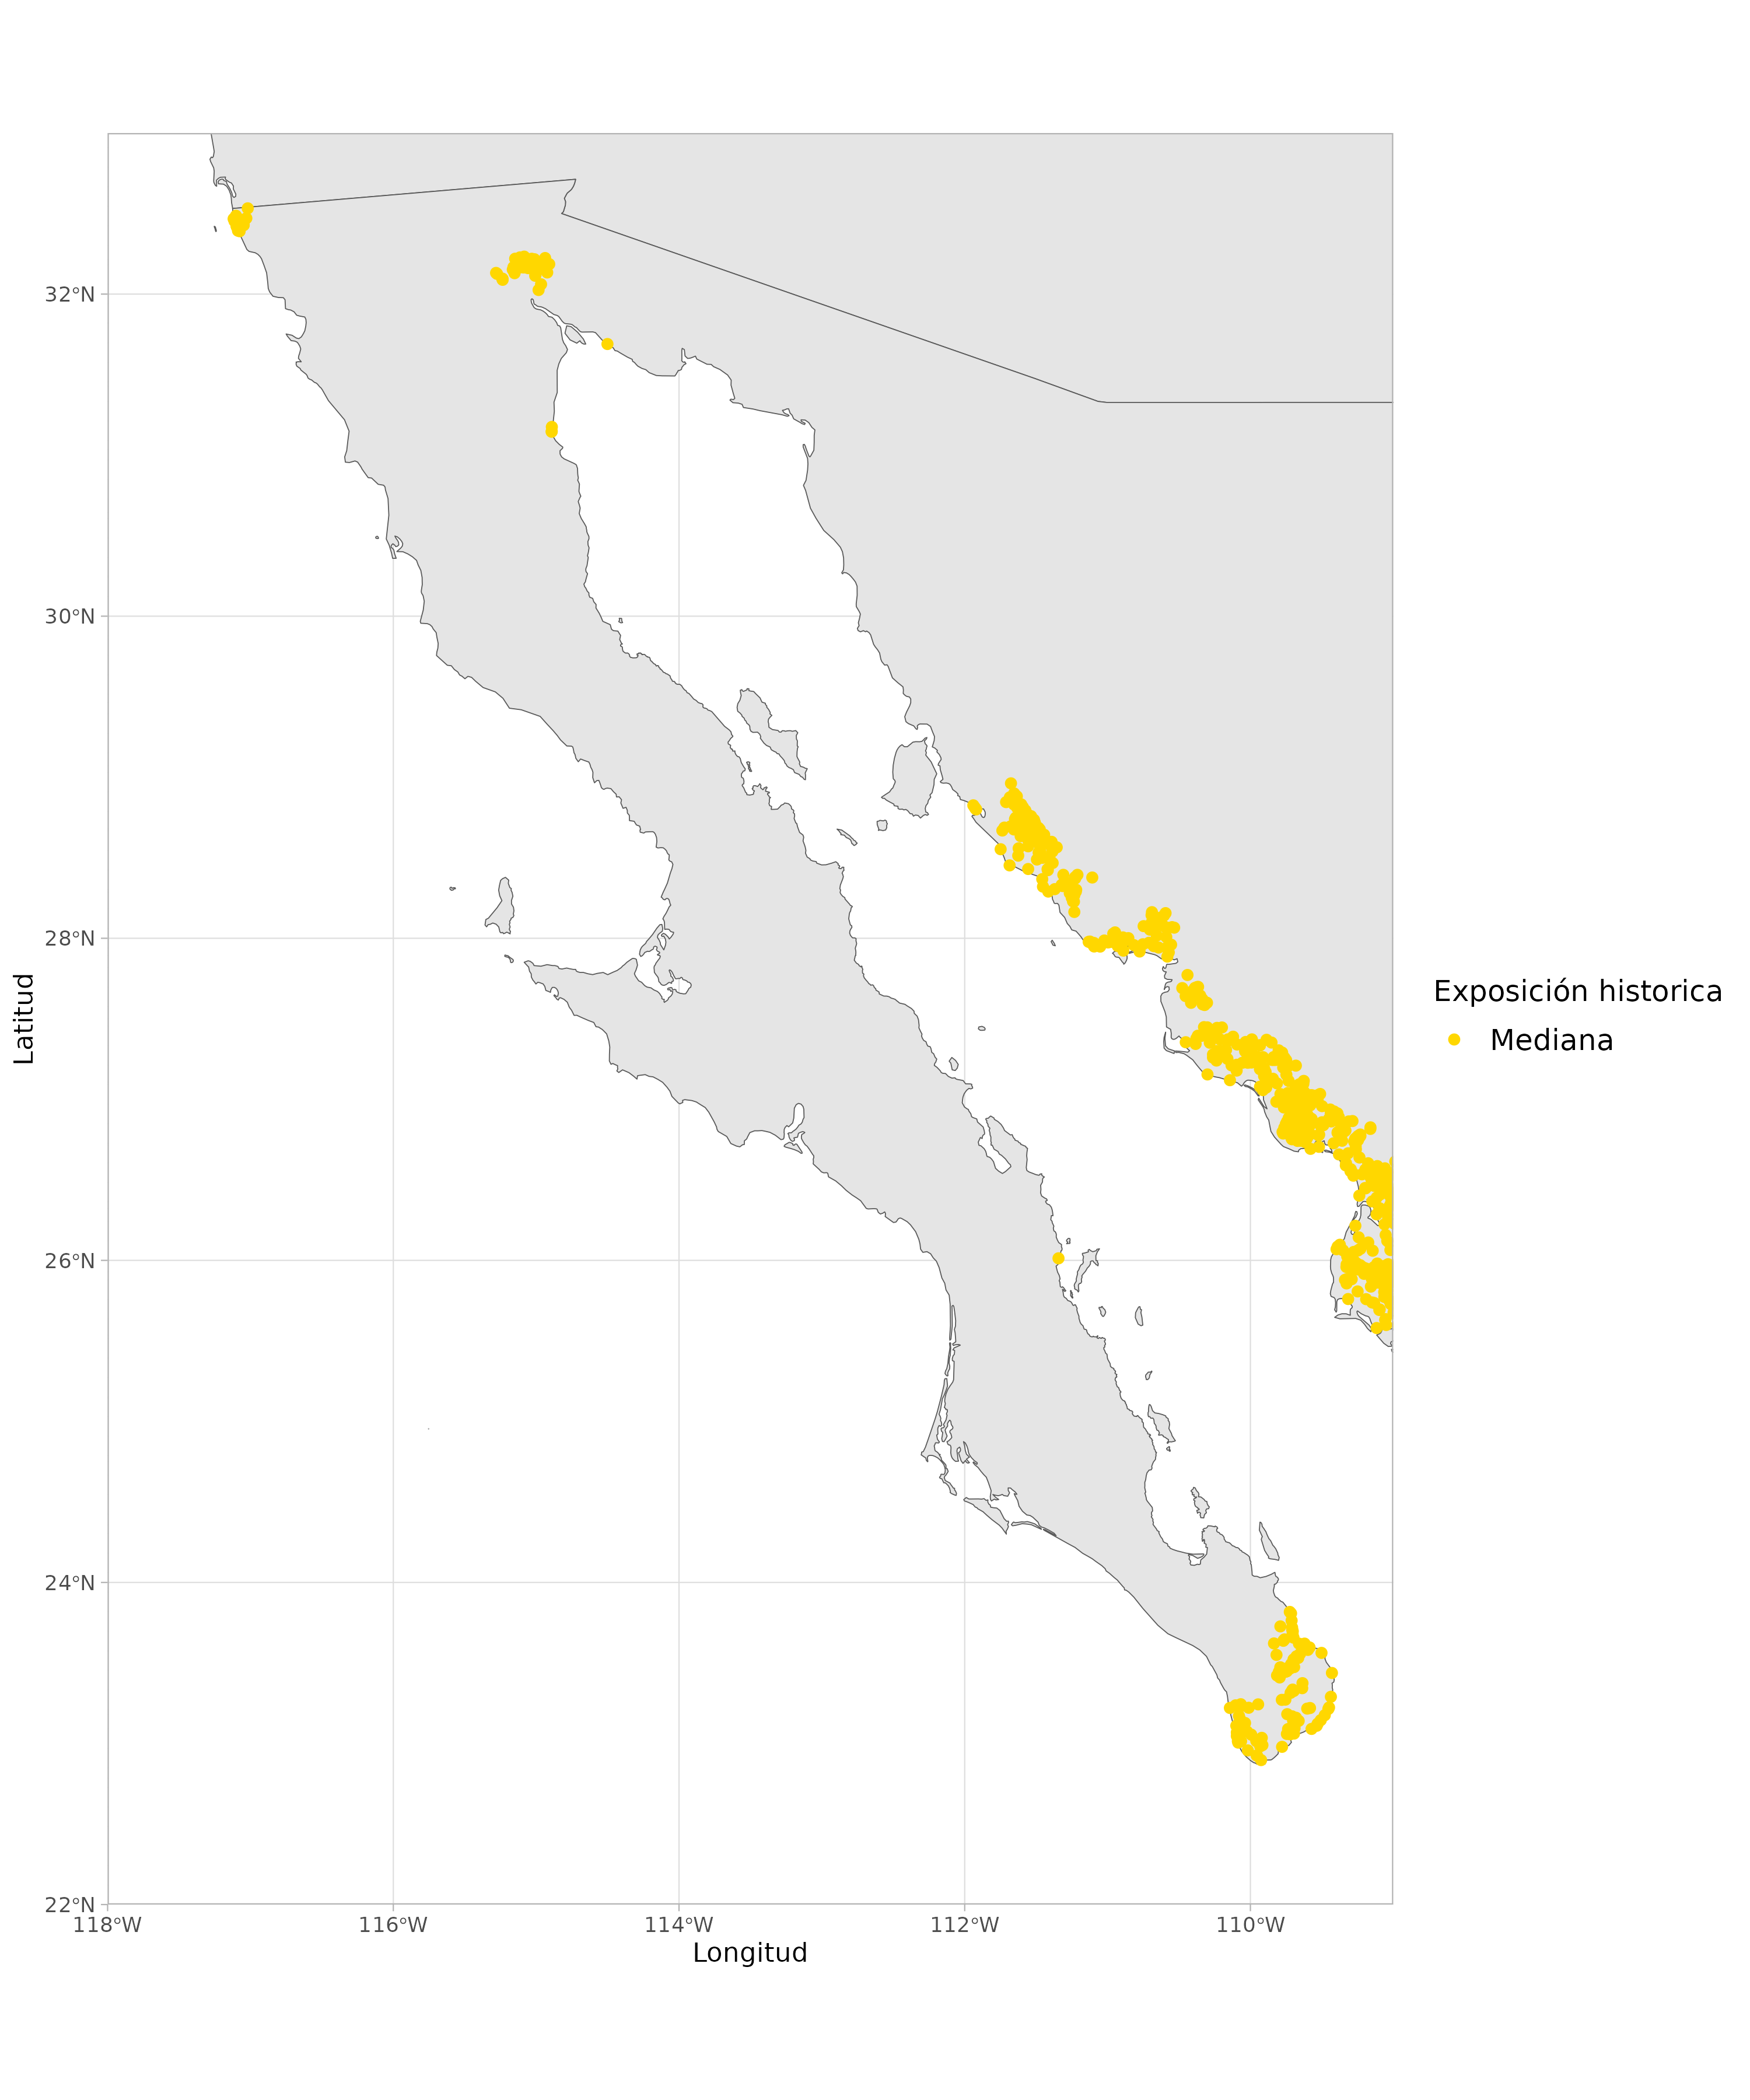 32°N
30°N
28°N
26°N
24°N
22°N
Latitud
118°W
116°W
114°W
112°W
110°W
Longitud
Exposición historica
Mediana